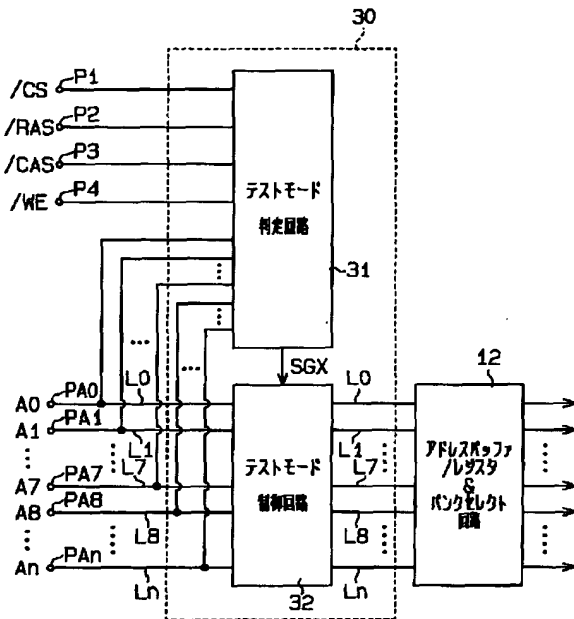 30
/CS P1
/RAS P2
/CAS P3
/WE P4
テストモード
判定回路
31
SGX
12
A0 PA0 L0 L0
A1 PA1 L1 L1
A7 PA7 L7 L7
A8 PA8 L8 L8
An PAn Ln Ln
テストモード
制御回路
32
アドレスバッファ
/レジスタ
&
バンクセレクト
回路